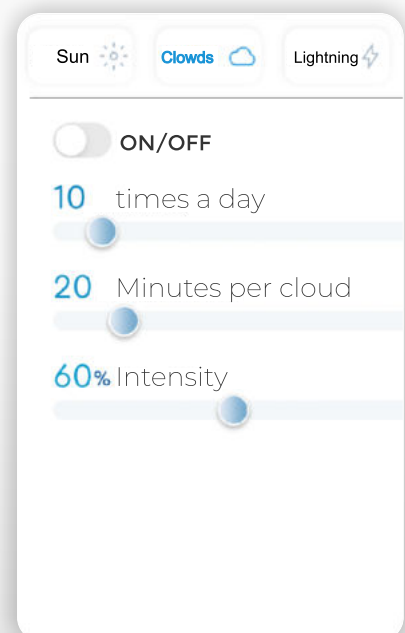 Sun Clowds Lightning
ON/OFF
10 times a day
20 Minutes per cloud
60% Intensity